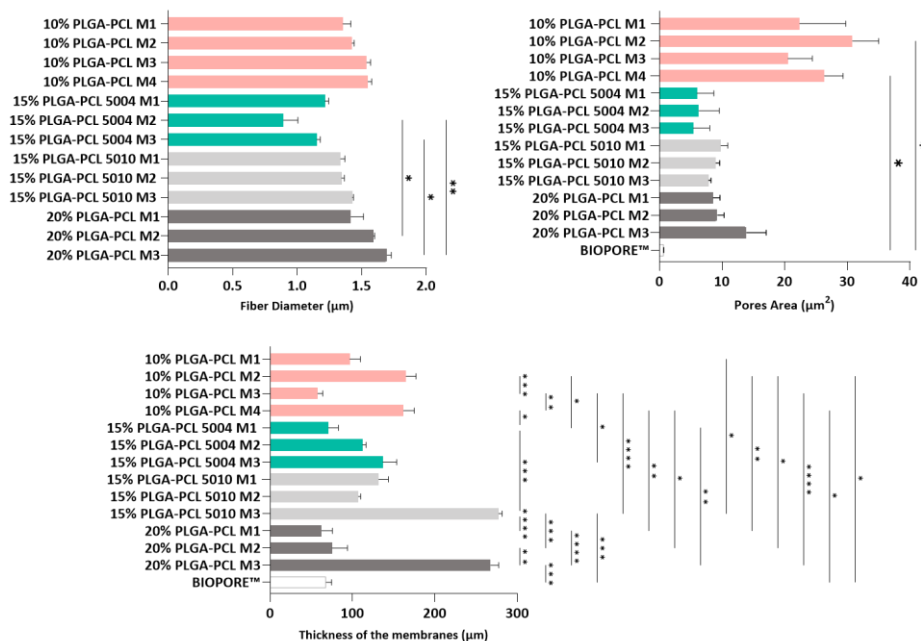 10% PLGA-PCL M1
10% PLGA-PCL M2
10% PLGA-PCL M3
10% PLGA-PCL M4
15% PLGA-PCL 5004 M1
15% PLGA-PCL 5004 M2
15% PLGA-PCL 5004 M3
15% PLGA-PCL 5010 M1
15% PLGA-PCL 5010 M2
15% PLGA-PCL 5010 M3
20% PLGA-PCL M1
20% PLGA-PCL M2
20% PLGA-PCL M3
0.0 0.5 1.0 1.5 2.0
Fiber Diameter (μm)
* * **
10% PLGA-PCL M1
10% PLGA-PCL M2
10% PLGA-PCL M3
10% PLGA-PCL M4
15% PLGA-PCL 5004 M1
15% PLGA-PCL 5004 M2
15% PLGA-PCL 5004 M3
15% PLGA-PCL 5010 M1
15% PLGA-PCL 5010 M2
15% PLGA-PCL 5010 M3
20% PLGA-PCL M1
20% PLGA-PCL M2
20% PLGA-PCL M3
BIOPORE™
0 10 20 30 40
Pores Area (μm²)
*
10% PLGA-PCL M1
10% PLGA-PCL M2
10% PLGA-PCL M3
10% PLGA-PCL M4
15% PLGA-PCL 5004 M1
15% PLGA-PCL 5004 M2
15% PLGA-PCL 5004 M3
15% PLGA-PCL 5010 M1
15% PLGA-PCL 5010 M2
15% PLGA-PCL 5010 M3
20% PLGA-PCL M1
20% PLGA-PCL M2
20% PLGA-PCL M3
BIOPORE™
0 100 200 300
Thickness of the membranes (μm)